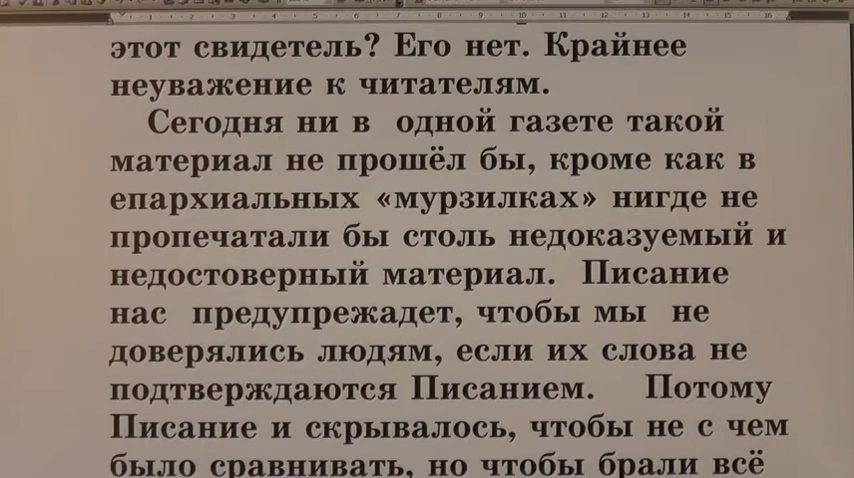 этот свидетель? Его нет. Крайнее
неуважение к читателям.
Сегодня ни в одной газете такой
материал не прошёл бы, кроме как в
епархиальных «мурзилках» нигде не
пропечатали бы столь недоказуемый и
недостоверный материал. Писание
нас предупрежадет, чтобы мы не
доверялись людям, если их слова не
подтверждаются Писанием. Потому
Писание и скрывалось, чтобы не с чем
было сравнивать, но чтобы брали всё